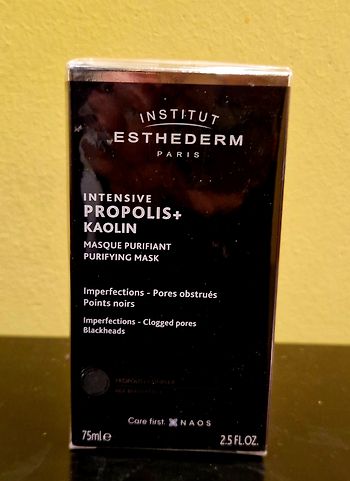 INSTITUT
ESTHEDERM
PARIS
INTENSIVE
PROPOLIS+
KAOLIN
MASQUE PURIFIANT
PURIFYING MASK
Imperfections - Pores obstrués
Points noirs
Imperfections - Clogged pores
Blackheads
Care first. NAOS
75ml ℮ 2.5 FL.OZ.